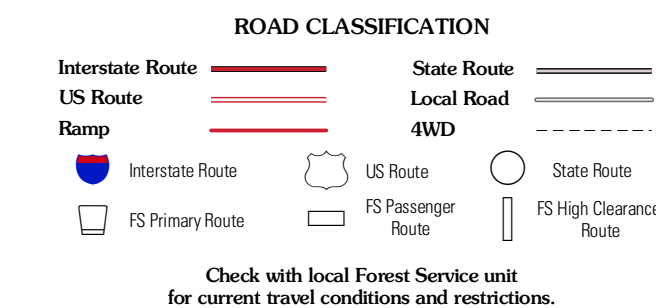 ROAD CLASSIFICATION
Interstate Route
State Route
US Route
Local Road
Ramp
4WD
Interstate Route
US Route
State Route
FS Primary Route
FS Passenger
Route
FS High Clearance
Route
Check with local Forest Service unit
for current travel conditions and restrictions.